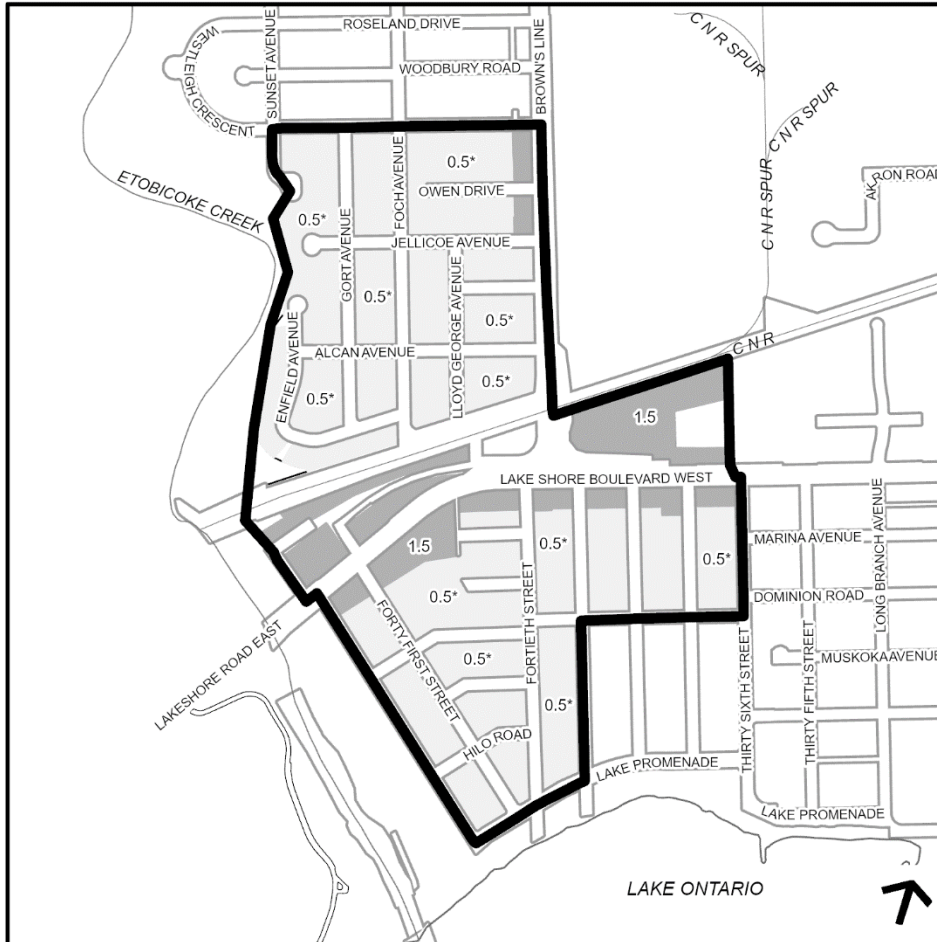 ROSELAND DRIVE
WESTLEIGH CRESCENT
SUNSET AVENUE
WOODBURY ROAD
BROWN'S LINE
C N R SPUR
C N R SPUR
C N R SPUR
AKRON ROAD
ETOBICOKE CREEK
FOCH AVENUE
0.5*
OWEN DRIVE
0.5*
JELLICOE AVENUE
GORT AVENUE
0.5*
LLOYD GEORGE AVENUE
0.5*
ENFIELD AVENUE
ALCAN AVENUE
C N R
0.5*
0.5*
1.5
LAKE SHORE BOULEVARD WEST
1.5
0.5*
0.5*
MARINA AVENUE
LONG BRANCH AVENUE
0.5*
DOMINION ROAD
FORTIETH STREET
LAKESHORE ROAD EAST
FORTY FIRST STREET
0.5*
MUSKOKA AVENUE
THIRTY SIXTH STREET
THIRTY FIFTH STREET
0.5*
HILO ROAD
LAKE PROMENADE
LAKE PROMENADE
LAKE ONTARIO